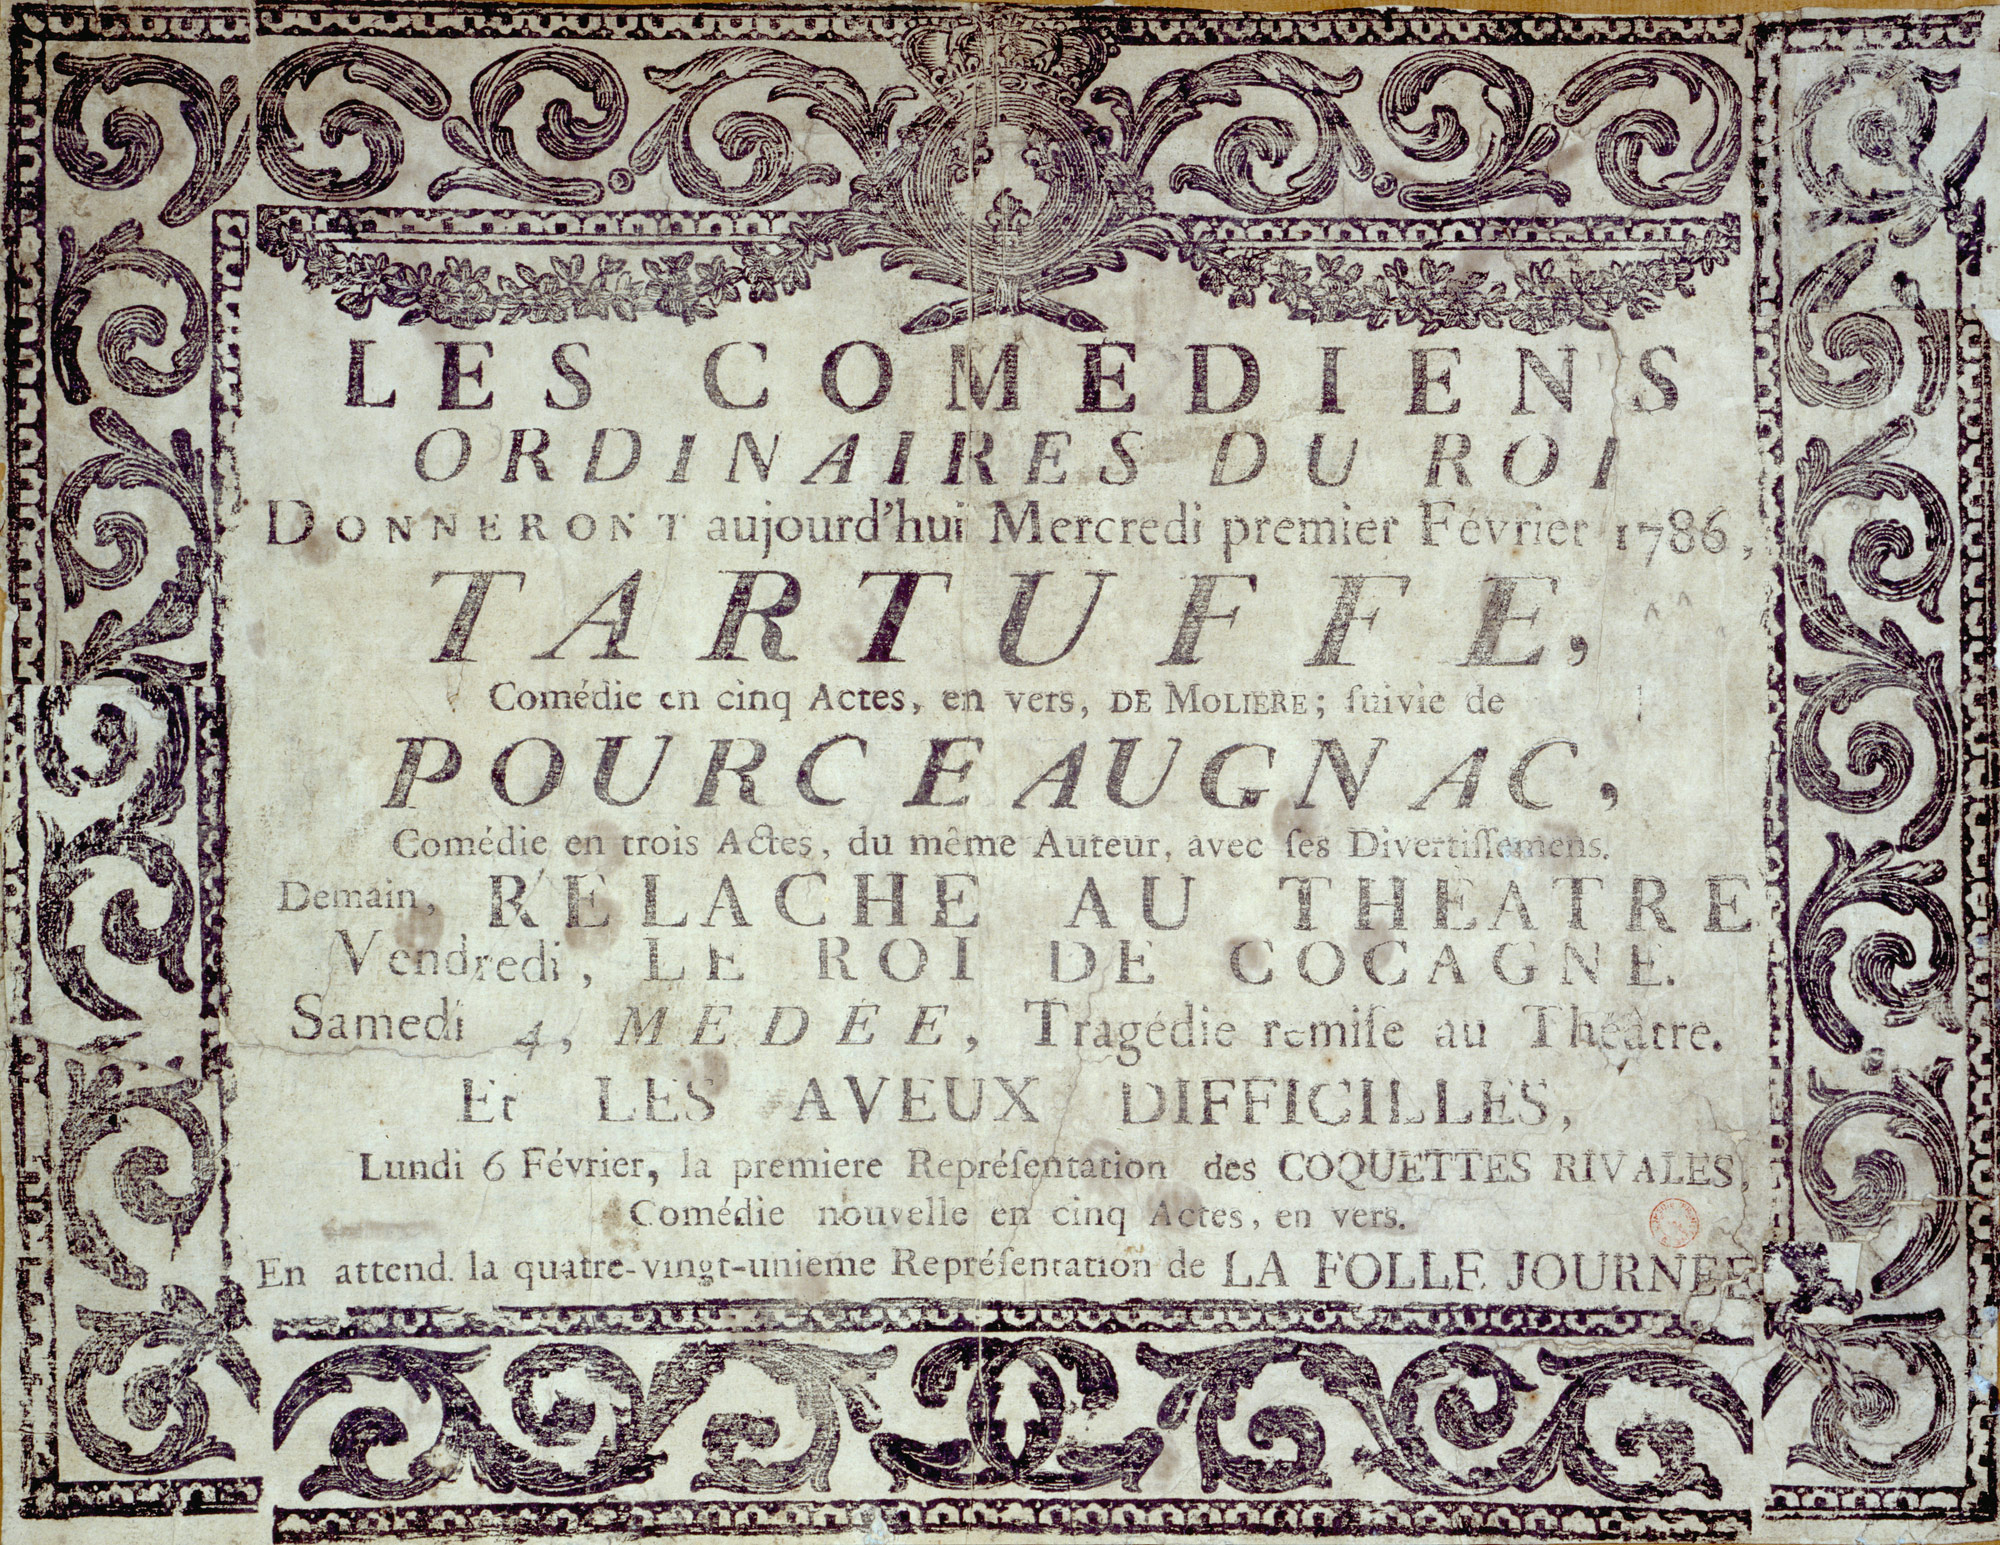 LES COMEDIENS
ORDINAIRES DU ROI
DONNERONT aujourd'hui Mercredi premier Février 1786,
TARTUFFE,
Comédie en cinq Actes, en vers, DE MOLIERE; ſuivie de
POURCEAUGNAC,
Comédie en trois Actes, du même Auteur, avec ſes Divertiſſemens.
Demain, RELACHE AU THEATRE
Vendredi, LE ROI DE COCAGNE.
Samedi 4, MEDÉE, Tragédie remiſe au Théâtre.
Et LES AVEUX DIFFICILLES,
Lundi 6 Février, la premiere Repréſentation des COQUETTES RIVALES,
Comédie nouvelle en cinq Actes, en vers.
En attend. la quatre-vingt-unieme Repréſentation de LA FOLLE JOURNEE